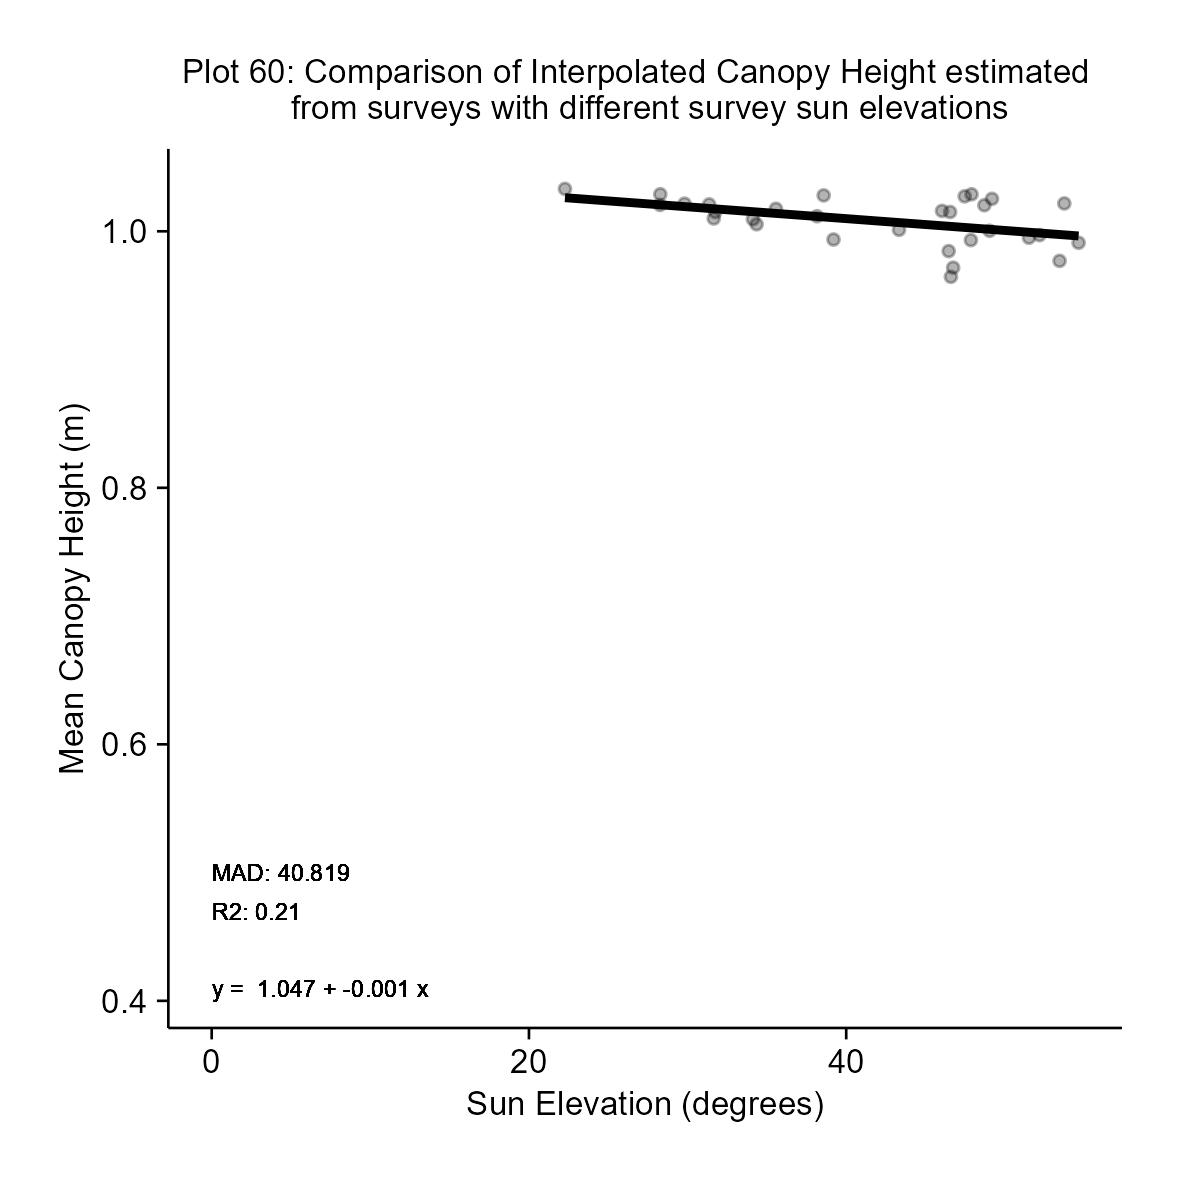 Plot 60: Comparison of Interpolated Canopy Height estimated
from surveys with different survey sun elevations
Mean Canopy Height (m)
1.0
0.8
0.6
0.4
MAD: 40.819
R2: 0.21
y =  1.047 + -0.001 x
0
20
40
Sun Elevation (degrees)